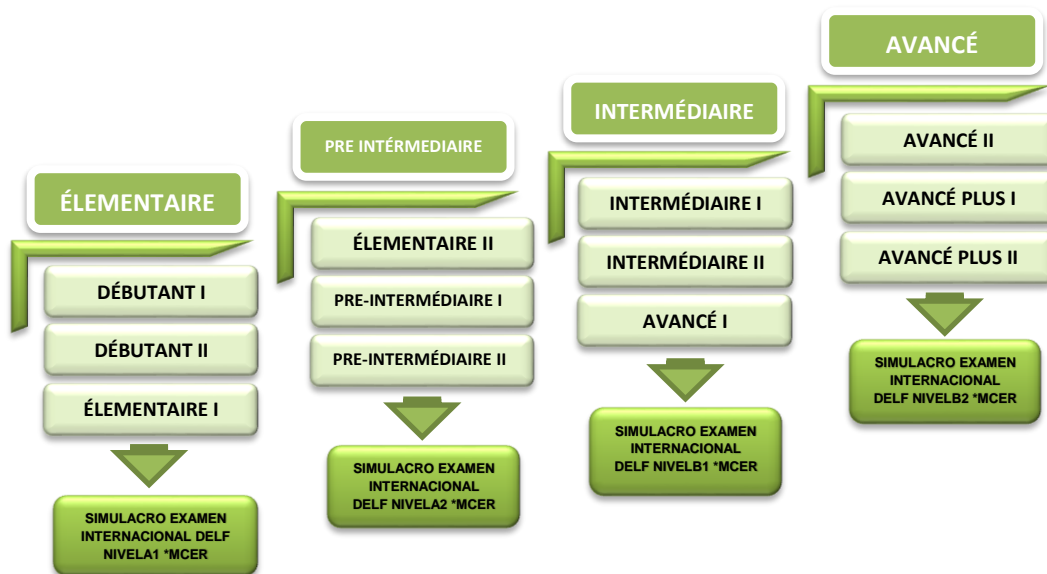 ÉLEMENTAIRE
DÉBUTANT I
DÉBUTANT II
ÉLEMENTAIRE I
SIMULACRO EXAMEN
INTERNACIONAL DELF
NIVELA1 *MCER
PRE INTÉRMEDIAIRE
ÉLEMENTAIRE II
PRE-INTERMÉDIAIRE I
PRE-INTERMÉDIAIRE II
SIMULACRO EXAMEN
INTERNACIONAL
DELF NIVELA2 *MCER
INTERMÉDIAIRE
INTERMÉDIAIRE I
INTERMÉDIAIRE II
AVANCÉ I
SIMULACRO EXAMEN
INTERNACIONAL
DELF NIVELB1 *MCER
AVANCÉ
AVANCÉ II
AVANCÉ PLUS I
AVANCÉ PLUS II
SIMULACRO EXAMEN
INTERNACIONAL
DELF NIVELB2 *MCER